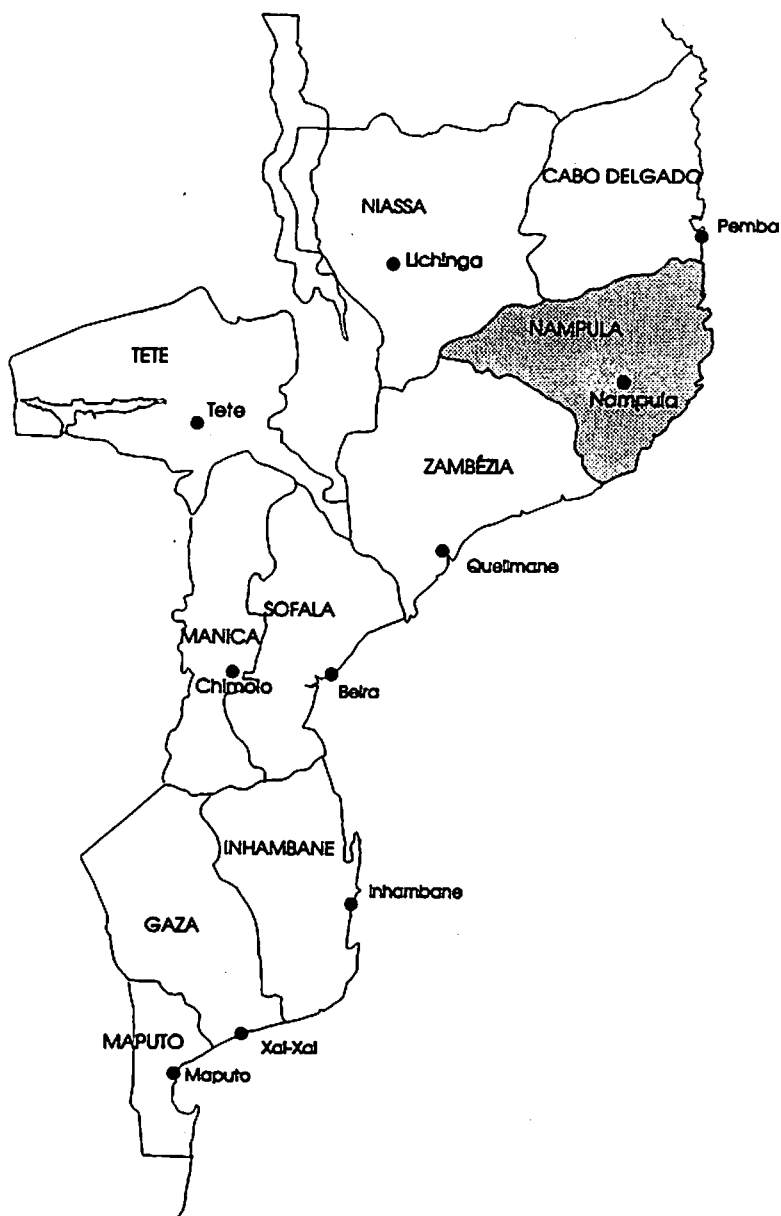 CABO DELGADO
NIASSA
Pemba
Lichinga
NAMPULA
TETE
Nampula
Tete
ZAMBÉZIA
Quelimane
SOFALA
MANICA
Chimoio
Beira
INHAMBANE
Inhambane
GAZA
MAPUTO
Xai-Xai
Maputo